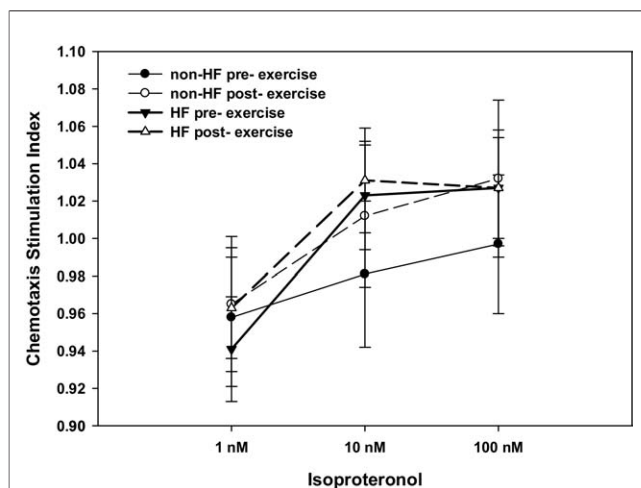 1.10
1.08
1.06
1.04
1.02
1.00
0.98
0.96
0.94
0.92
0.90
Chemotaxis Stimulation Index
non-HF pre- exercise
non-HF post- exercise
HF pre- exercise
HF post- exercise
1 nM
10 nM
100 nM
Isoproteronol